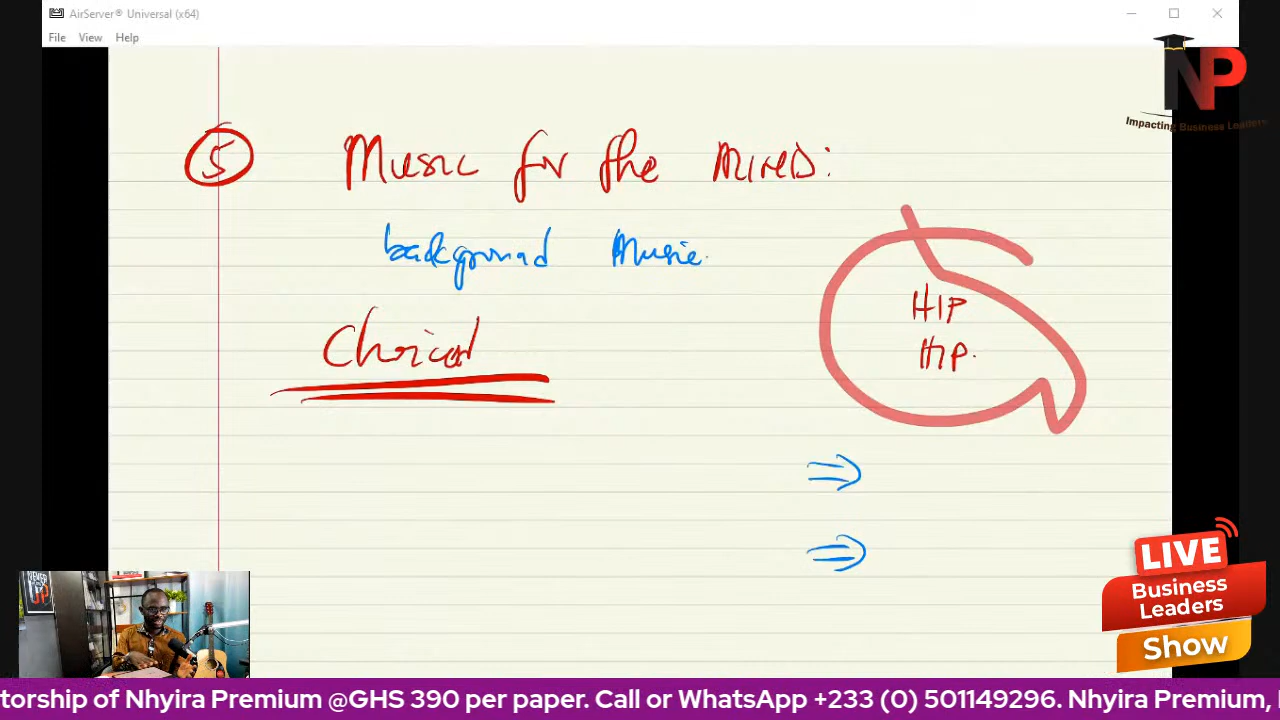 AirServer® Universal (x64)
File View Help
NP
Impacting Business Leaders
5 Music for the MIND:
background Music.
HIP
HIP.
LIVE
Business
Leaders
Show
torship of Nhyira Premium @GHS 390 per paper. Call or WhatsApp +233 (0) 501149296. Nhyira Premium,